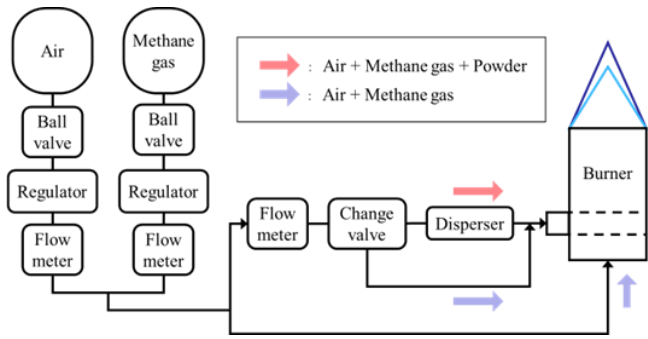 Air
Methane
gas
: Air + Methane gas + Powder
: Air + Methane gas
Ball
valve
Ball
valve
Regulator
Regulator
Flow
meter
Flow
meter
Flow
meter
Change
valve
Disperser
Burner